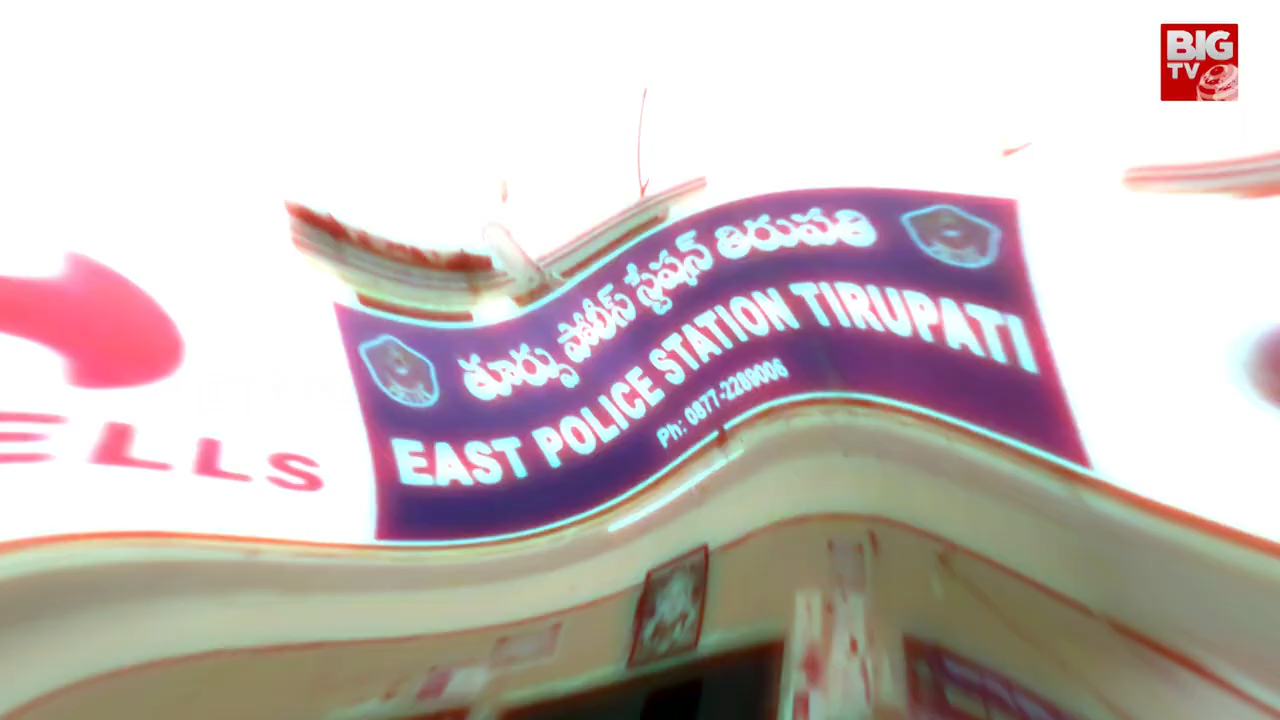 BIG
TV
తూర్పు పోలీస్ స్టేషన్ తిరుపతి
EAST POLICE STATION TIRUPATI
Ph: 0877-2289006
ELLS